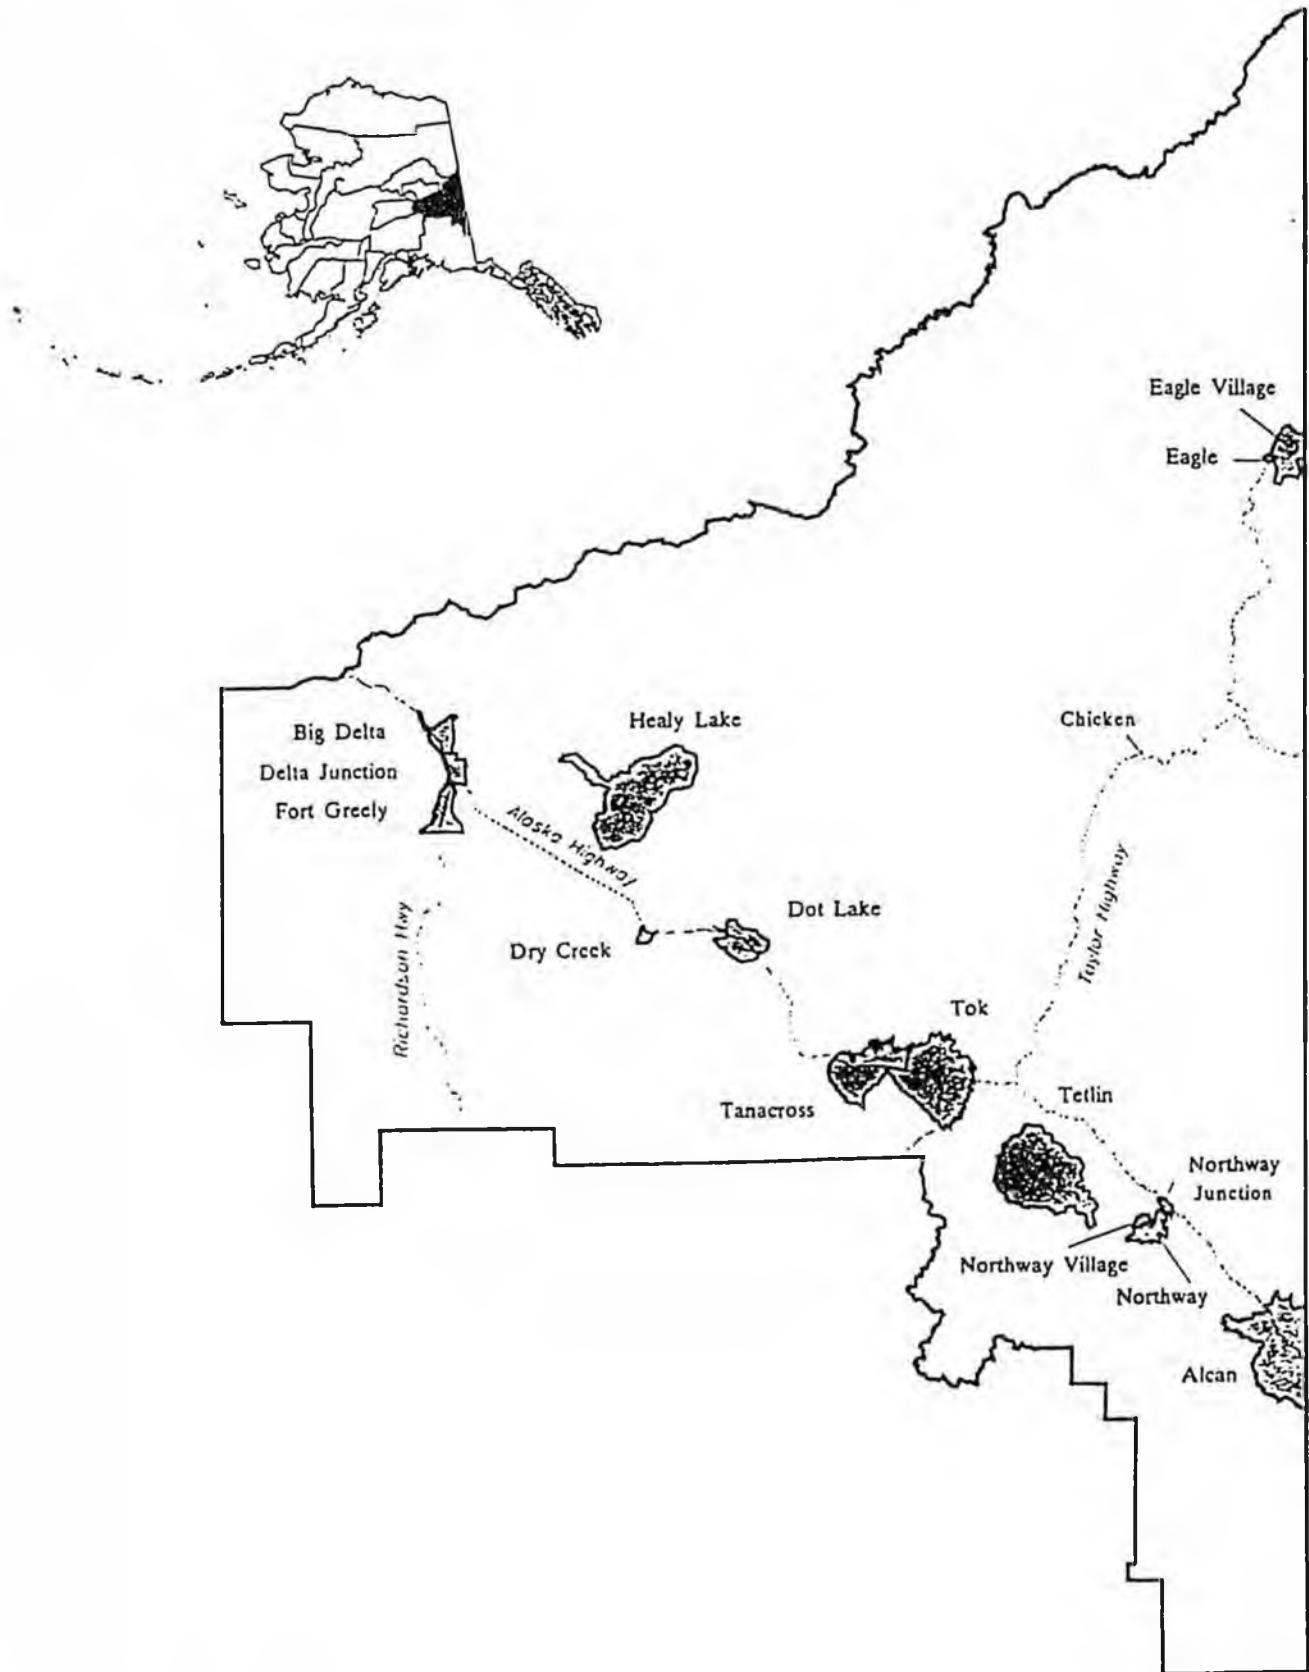 Eagle Village
Eagle
Chicken
Healy Lake
Big Delta
Delta Junction
Fort Greely
Alaska Highway
Taylor Highway
Dot Lake
Richardson Hwy
Dry Creek
Tok
Tanacross
Tetlin
Northway
Junction
Northway Village
Northway
Alcan